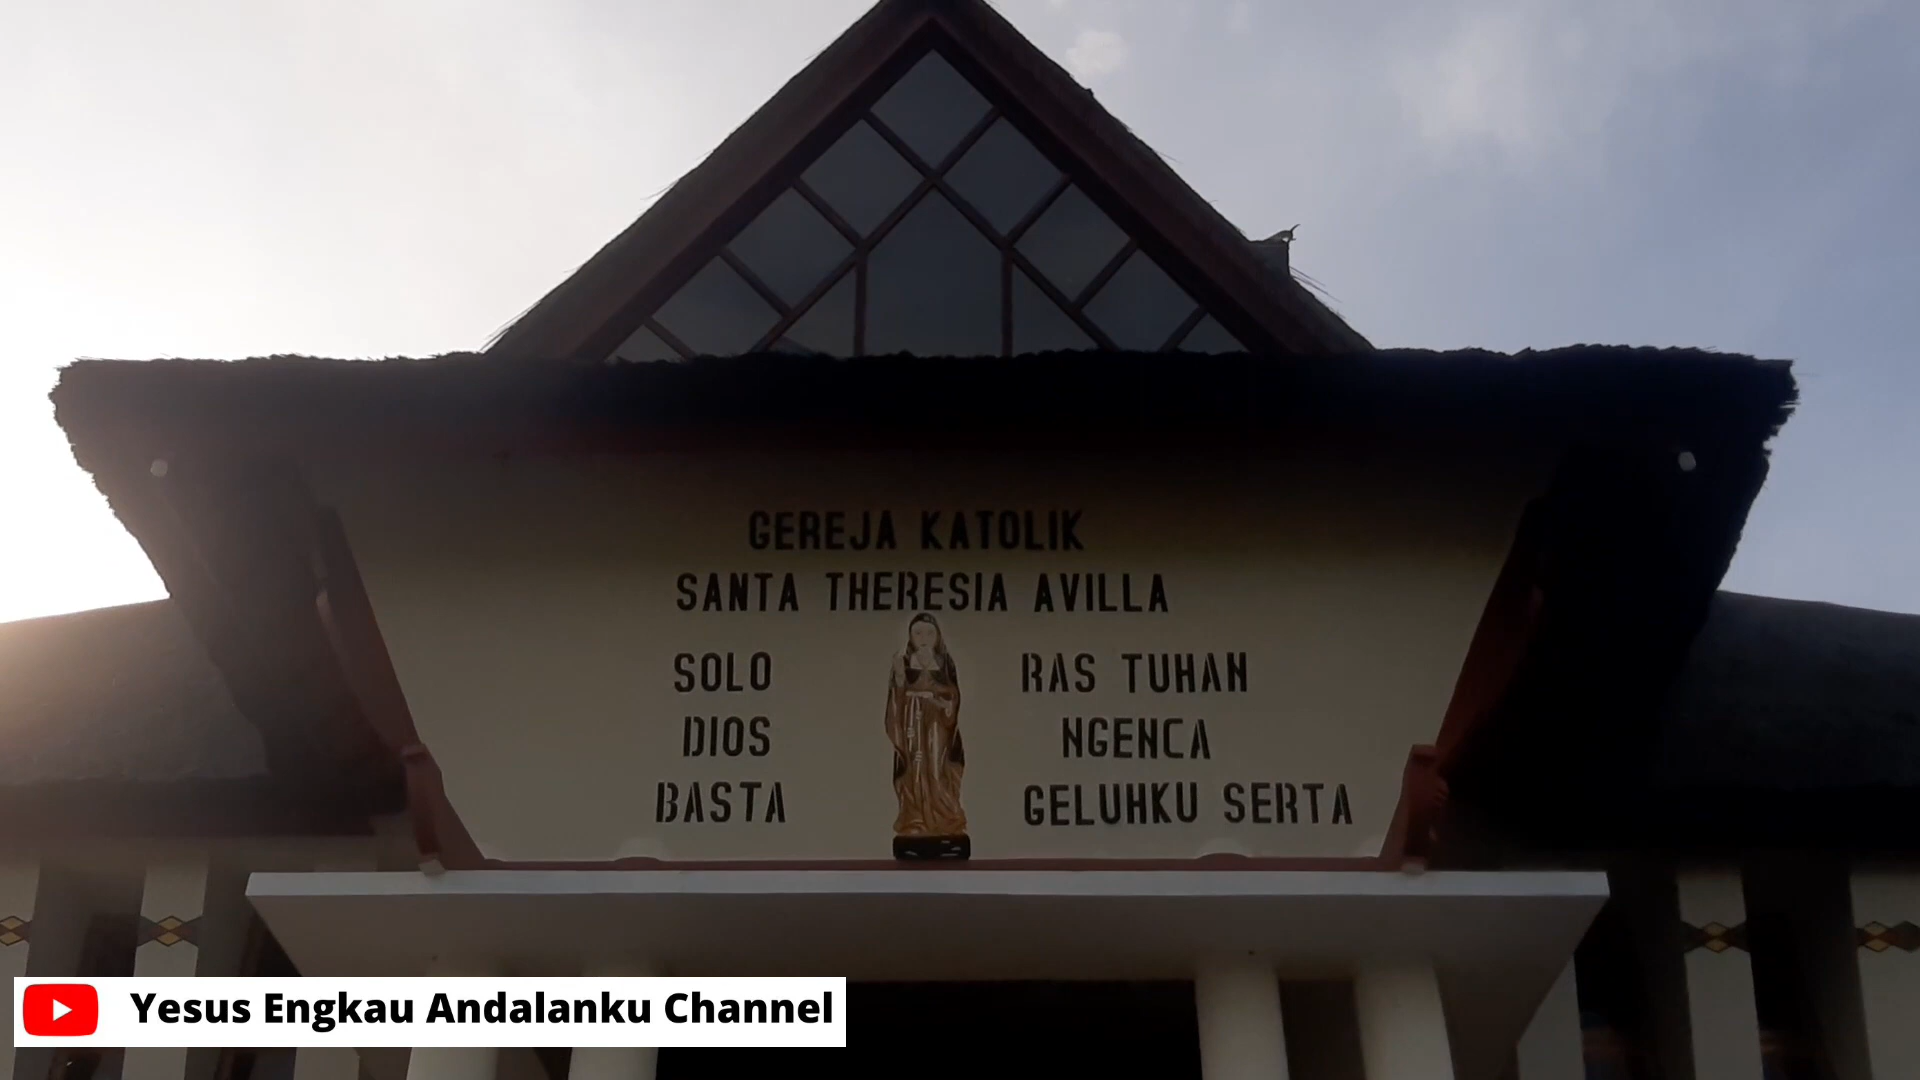 GEREJA KATOLIK
SANTA THERESIA AVILLA
SOLO
DIOS
BASTA
RAS TUHAN
NGENCA
GELUHKU SERTA
Yesus Engkau Andalanku Channel